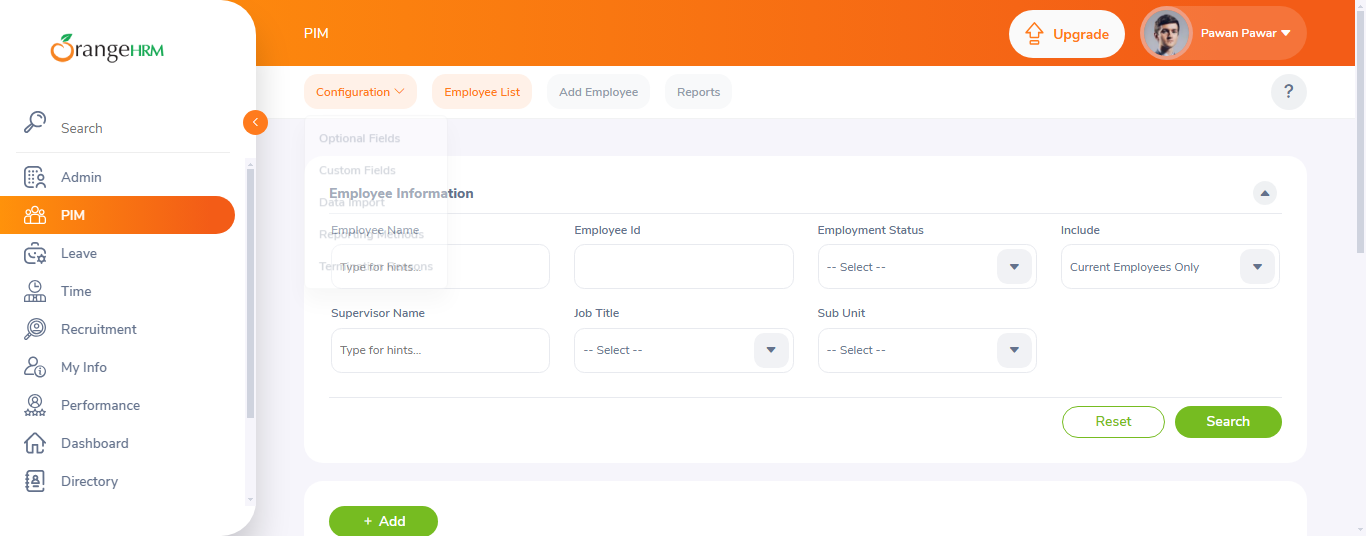 OrangeHRM
PIM
Upgrade
Pawan Pawar
Configuration
Employee List
Add Employee
Reports
?
Search
Admin
PIM
Leave
Time
Recruitment
My Info
Performance
Dashboard
Directory
Optional Fields
Custom Fields
Data Import
Reporting Methods
Termination Reasons
Employee Information
Employee Name
Employee Id
Employment Status
Include
Type for hints...
-- Select --
Current Employees Only
Supervisor Name
Job Title
Sub Unit
Type for hints...
-- Select --
-- Select --
Reset
Search
+ Add